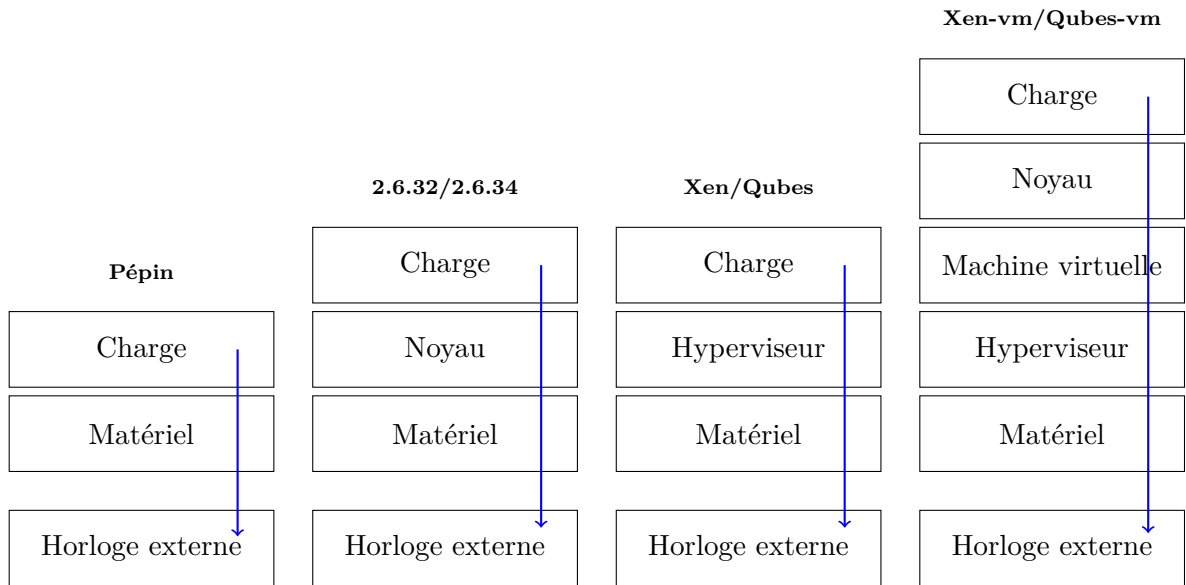 Pépin
Charge
Matériel
Horloge externe
2.6.32/2.6.34
Charge
Noyau
Matériel
Horloge externe
Xen/Qubes
Charge
Hyperviseur
Matériel
Horloge externe
Xen-vm/Qubes-vm
Charge
Noyau
Machine virtuelle
Hyperviseur
Matériel
Horloge externe